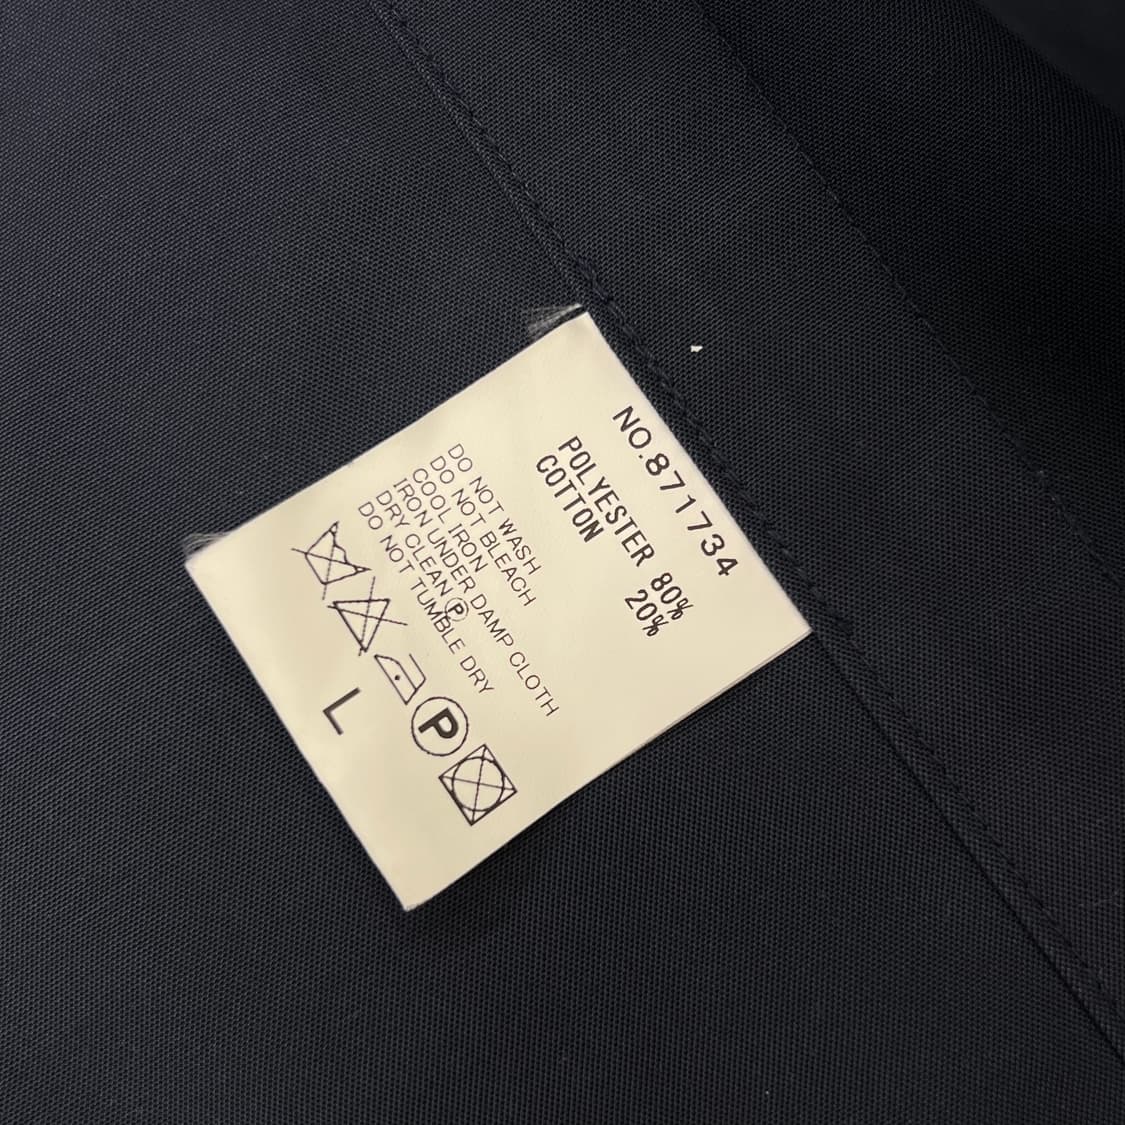 NO.871734
POLYESTER 80%
COTTON 20%
DO NOT WASH
DO NOT BLEACH
COOL IRON
IRON UNDER DAMP CLOTH
DRY CLEAN Ⓟ
DO NOT TUMBLE DRY
P
L